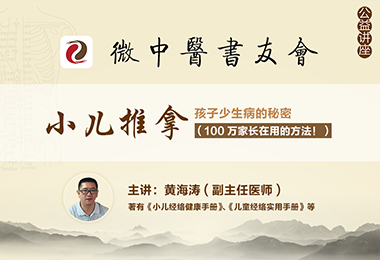 公益讲座
微中醫書友會
小儿推拿
孩子少生病的秘密
（100万家长在用的方法！）
主讲：黄海涛（副主任医师）
著有《小儿经络健康手册》、《儿童经络实用手册》等